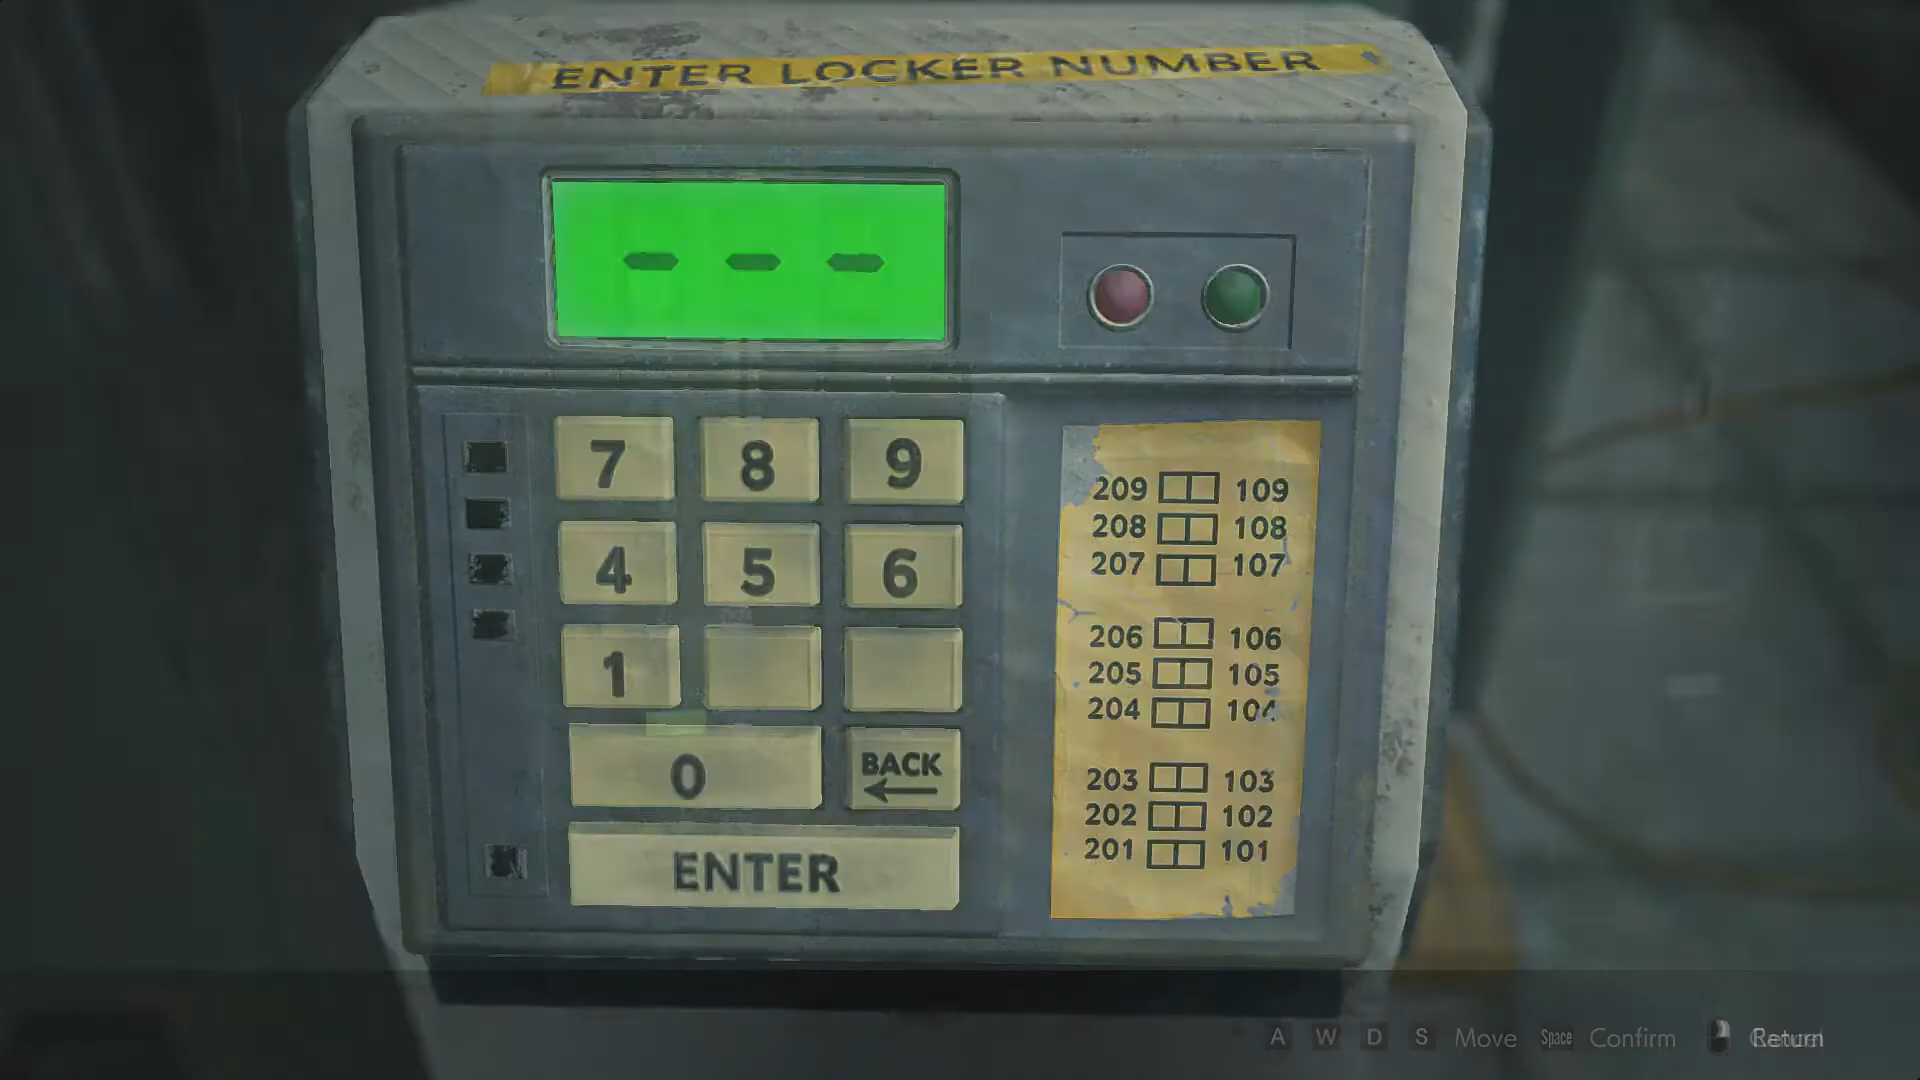 ENTER LOCKER NUMBER
- - -
7 8 9
4 5 6
1
0 BACK
ENTER
209 109
208 108
207 107
206 106
205 105
204 104
203 103
202 102
201 101
A W D S Move Space Confirm Return